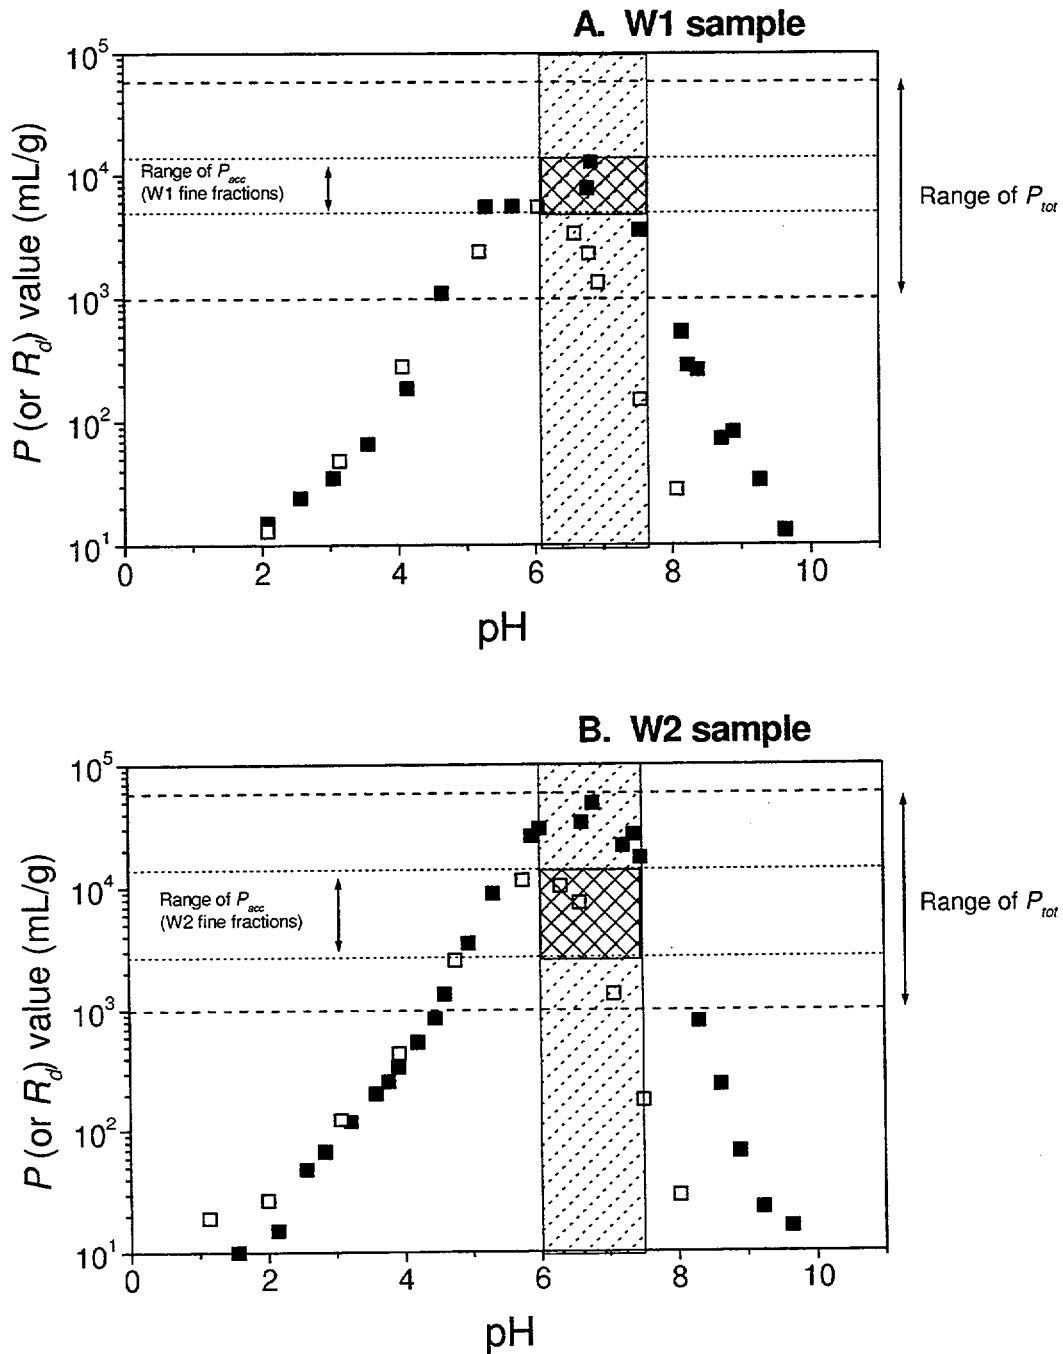 A. W1 sample
10^5
10^4
10^3
10^2
10^1
P (or R_d) value (mL/g)
Range of P_acc
(W1 fine fractions)
Range of P_tot
0 2 4 6 8 10
pH
B. W2 sample
10^5
10^4
10^3
10^2
10^1
P (or R_d) value (mL/g)
Range of P_acc
(W2 fine fractions)
Range of P_tot
0 2 4 6 8 10
pH